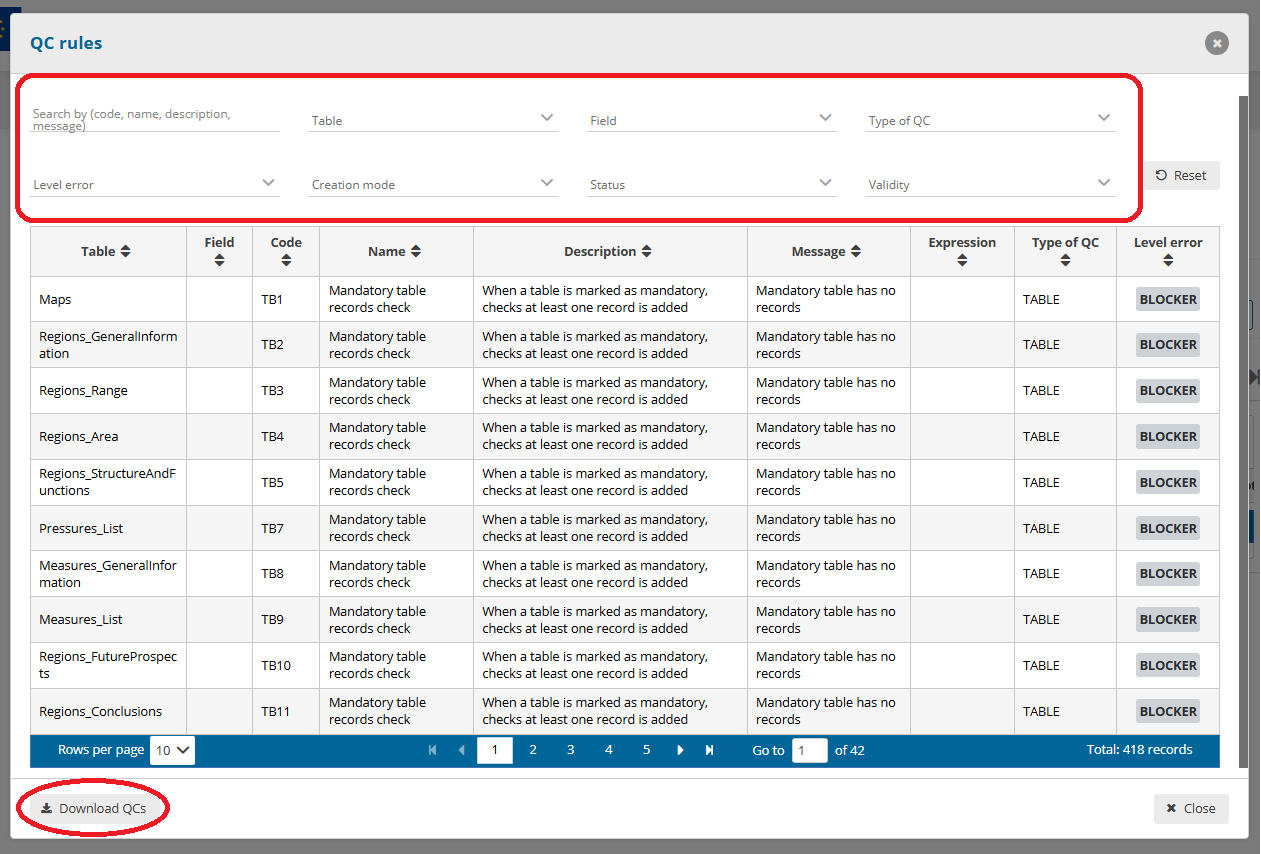 QC rules
Search by (code, name, description,
message)
Table
Field
Type of QC
Level error
Creation mode
Status
Validity
Reset
Table Field Code Name Description Message Expression Type of QC Level error
Maps TB1 Mandatory table When a table is marked as mandatory, Mandatory table has no TABLE BLOCKER
records check checks at least one record is added records
Regions_GeneralInform TB2 Mandatory table When a table is marked as mandatory, Mandatory table has no TABLE BLOCKER
ation records check checks at least one record is added records
Regions_Range TB3 Mandatory table When a table is marked as mandatory, Mandatory table has no TABLE BLOCKER
records check checks at least one record is added records
Regions_Area TB4 Mandatory table When a table is marked as mandatory, Mandatory table has no TABLE BLOCKER
records check checks at least one record is added records
Regions_StructureAndF TB5 Mandatory table When a table is marked as mandatory, Mandatory table has no TABLE BLOCKER
unctions records check checks at least one record is added records
Pressures_List TB7 Mandatory table When a table is marked as mandatory, Mandatory table has no TABLE BLOCKER
records check checks at least one record is added records
Measures_GeneralInfor TB8 Mandatory table When a table is marked as mandatory, Mandatory table has no TABLE BLOCKER
mation records check checks at least one record is added records
Measures_List TB9 Mandatory table When a table is marked as mandatory, Mandatory table has no TABLE BLOCKER
records check checks at least one record is added records
Regions_FutureProspec TB10 Mandatory table When a table is marked as mandatory, Mandatory table has no TABLE BLOCKER
ts records check checks at least one record is added records
Regions_Conclusions TB11 Mandatory table When a table is marked as mandatory, Mandatory table has no TABLE BLOCKER
records check checks at least one record is added records
Rows per page 10 1 2 3 4 5 Go to 1 of 42 Total: 418 records
Download QCs
Close